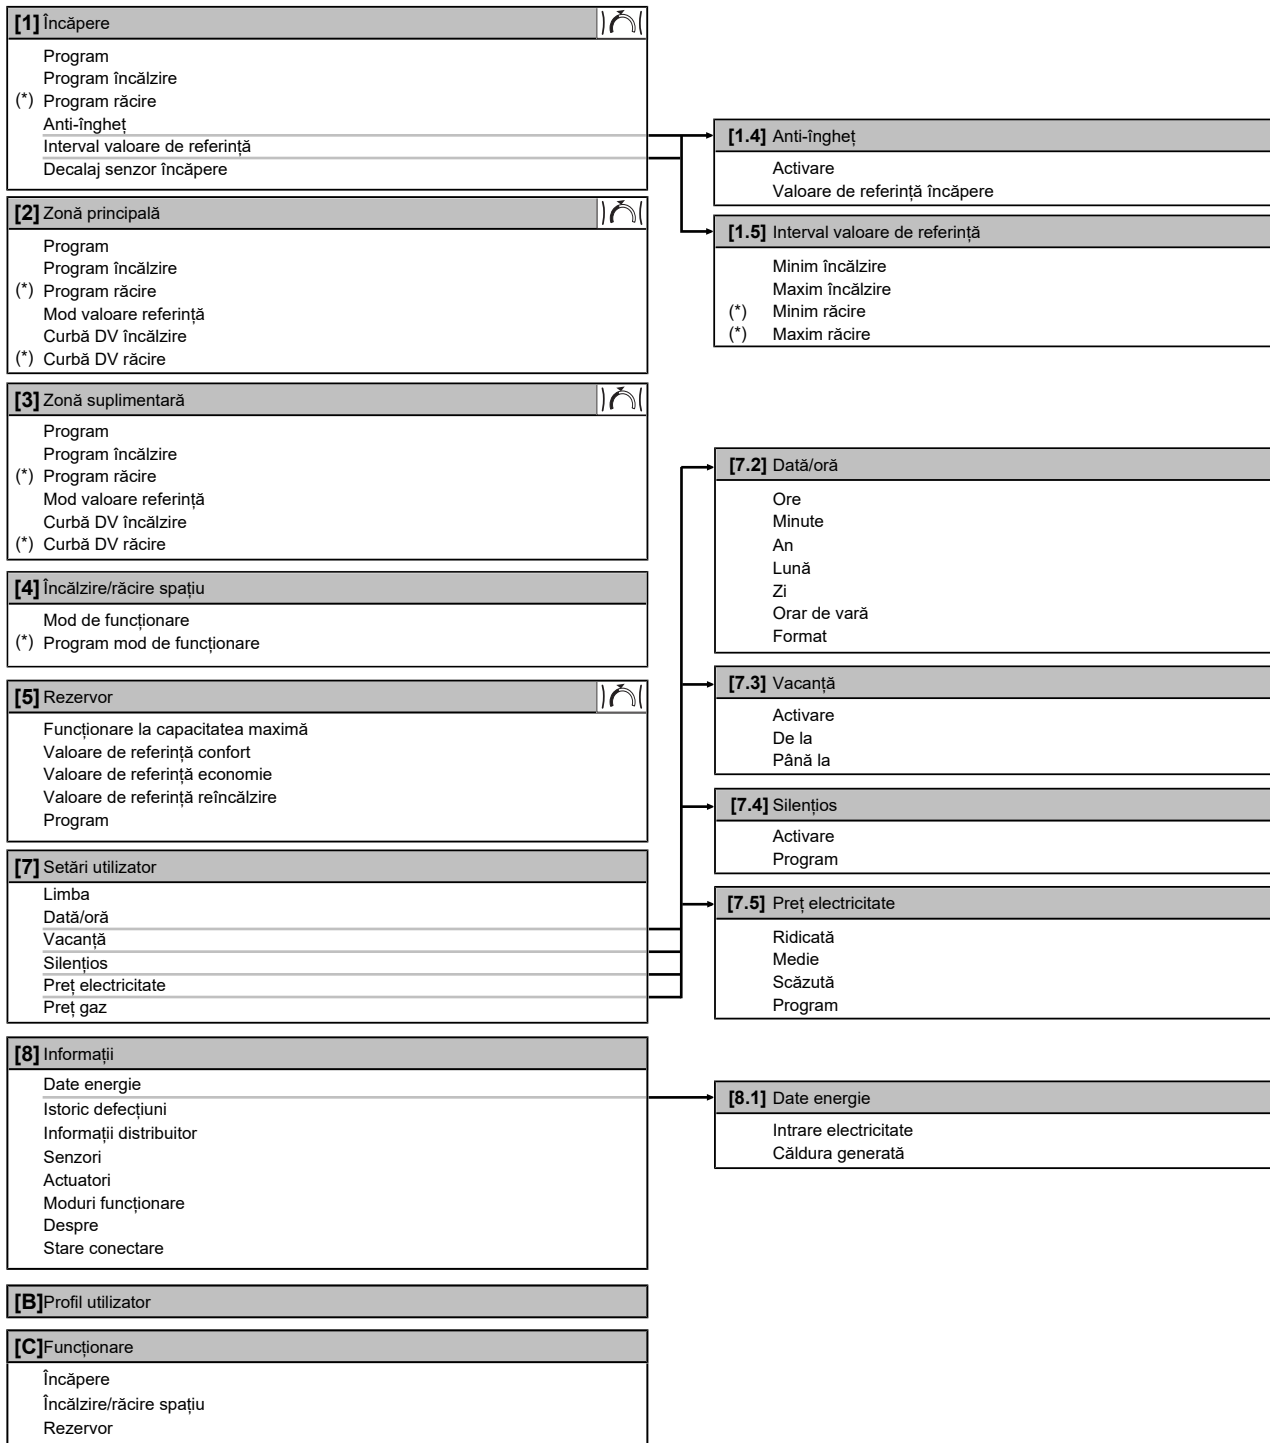 [1] Încăpere
Program
Program încălzire
(*) Program răcire
Anti-îngheț
Interval valoare de referință
Decalaj senzor încăpere
[1.4] Anti-îngheț
Activare
Valoare de referință încăpere
[1.5] Interval valoare de referință
Minim încălzire
Maxim încălzire
(*) Minim răcire
(*) Maxim răcire
[2] Zonă principală
Program
Program încălzire
(*) Program răcire
Mod valoare referință
Curbă DV încălzire
(*) Curbă DV răcire
[3] Zonă suplimentară
Program
Program încălzire
(*) Program răcire
Mod valoare referință
Curbă DV încălzire
(*) Curbă DV răcire
[4] Încălzire/răcire spațiu
Mod de funcționare
(*) Program mod de funcționare
[5] Rezervor
Funcționare la capacitatea maximă
Valoare de referință confort
Valoare de referință economie
Valoare de referință reîncălzire
Program
[7] Setări utilizator
Limba
Dată/oră
Vacanță
Silențios
Preț electricitate
Preț gaz
[7.2] Dată/oră
Ore
Minute
An
Lună
Zi
Orar de vară
Format
[7.3] Vacanță
Activare
De la
Până la
[7.4] Silențios
Activare
Program
[7.5] Preț electricitate
Ridicată
Medie
Scăzută
Program
[8] Informații
Date energie
Istoric defecțiuni
Informații distribuitor
Senzori
Actuatori
Moduri funcționare
Despre
Stare conectare
[8.1] Date energie
Intrare electricitate
Căldura generată
[B] Profil utilizator
[C] Funcționare
Încăpere
Încălzire/răcire spațiu
Rezervor